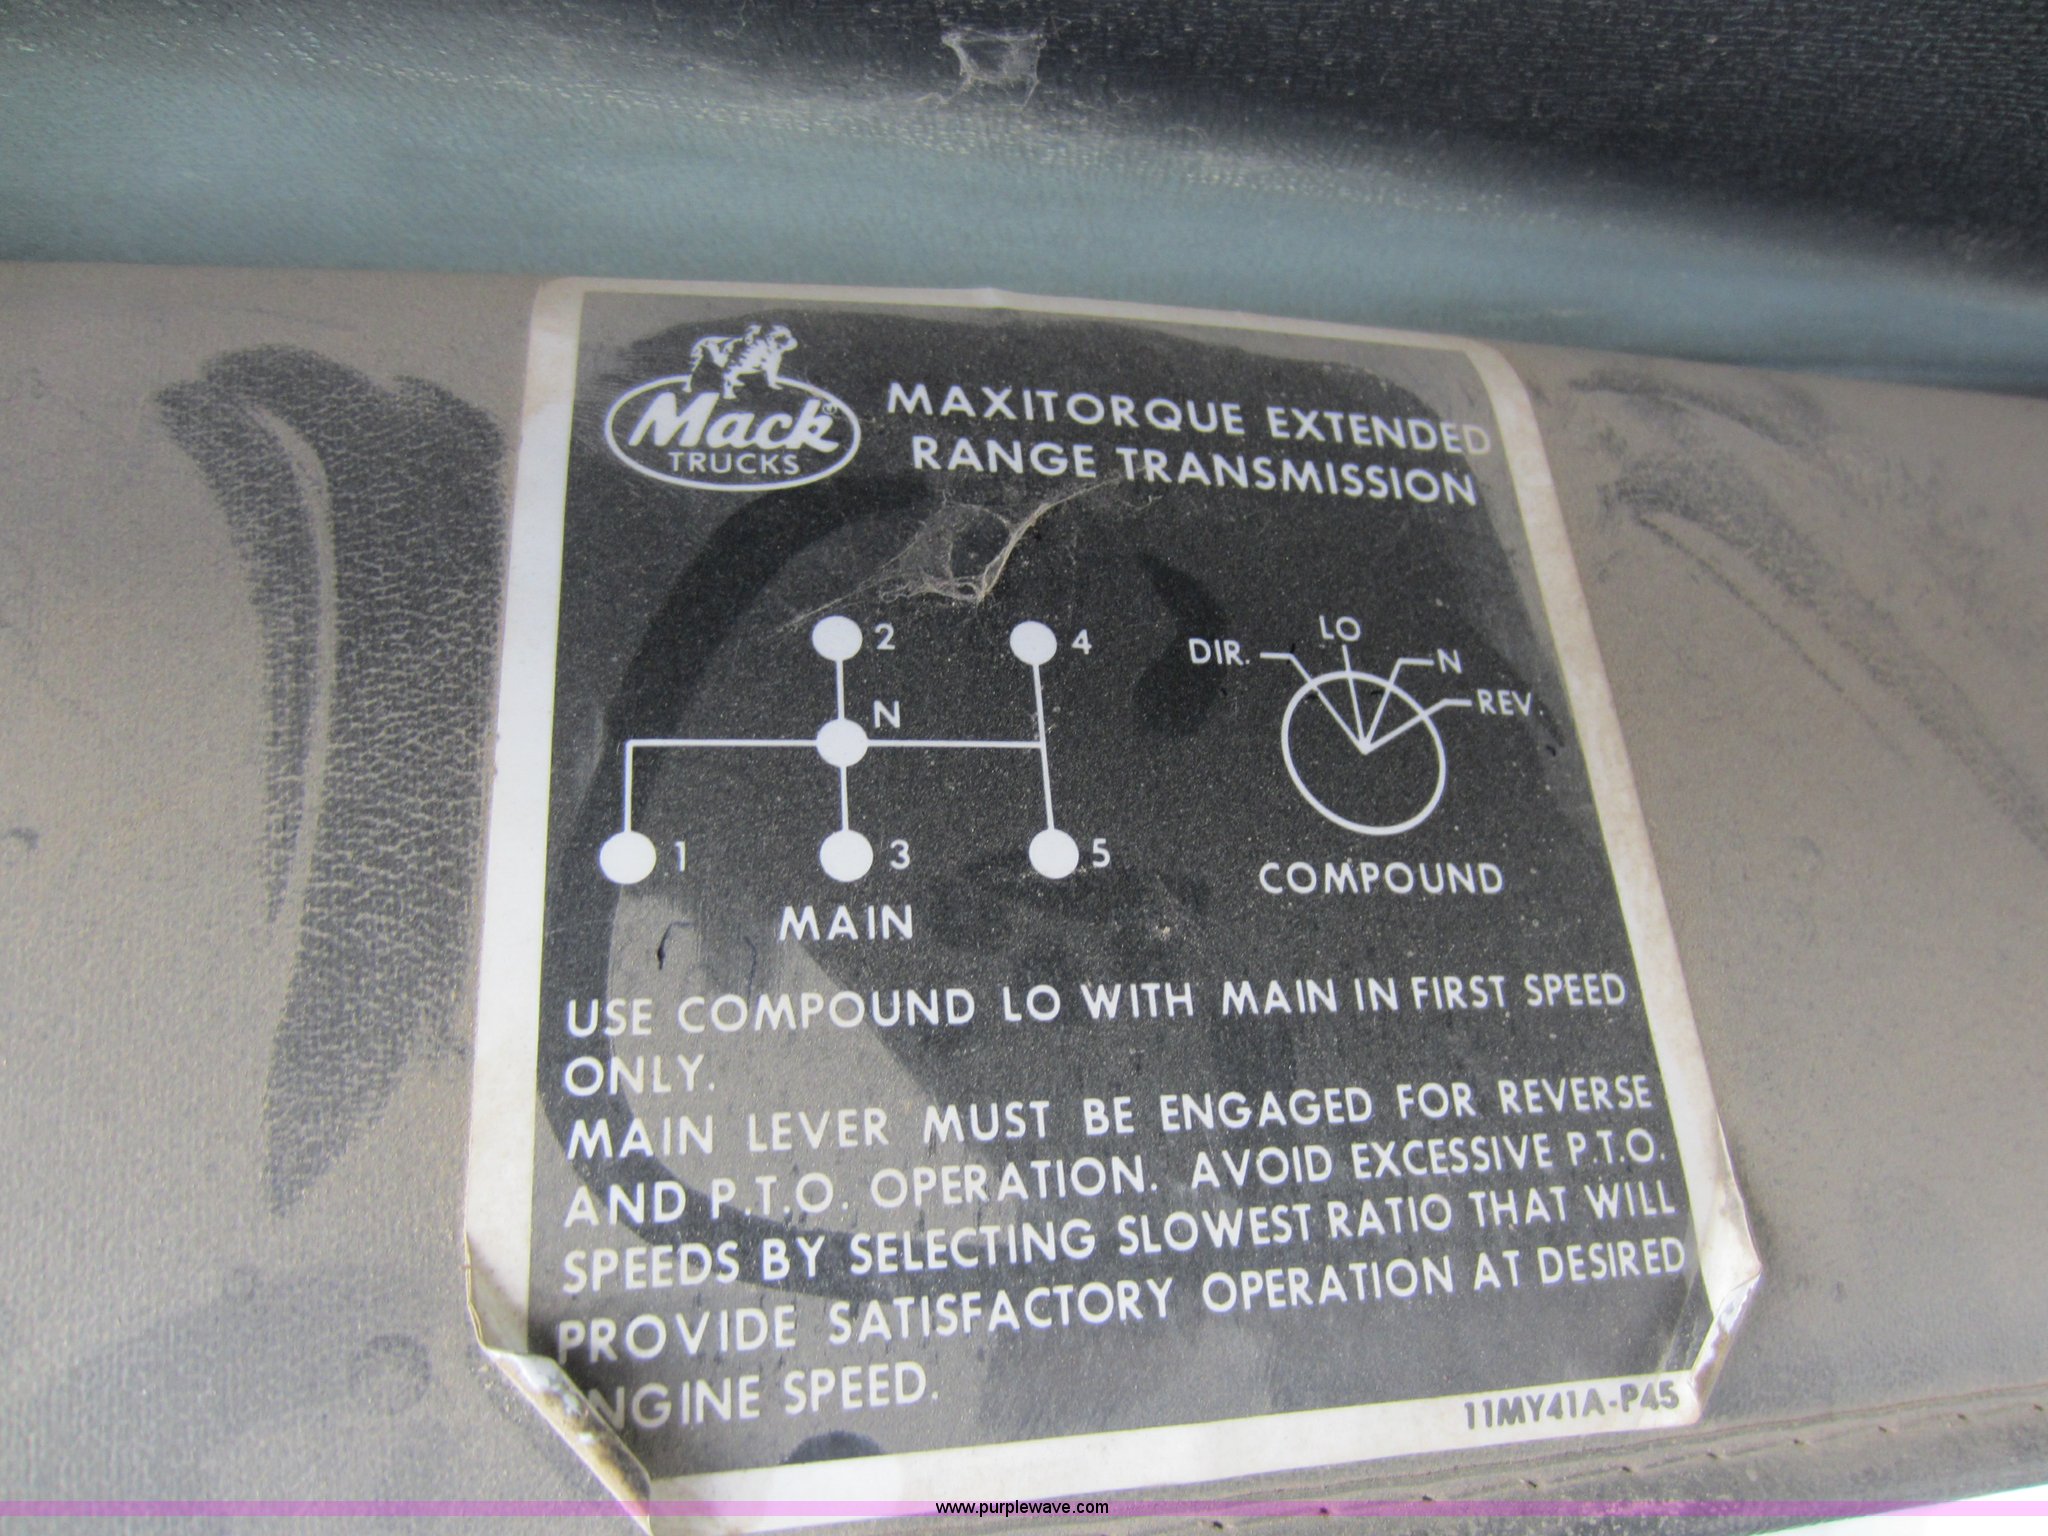 Mack®
TRUCKS
MAXITORQUE EXTENDED
RANGE TRANSMISSION
2
4
N
1
3
5
MAIN
DIR.
LO
N
REV.
COMPOUND
USE COMPOUND LO WITH MAIN IN FIRST SPEED
ONLY.
MAIN LEVER MUST BE ENGAGED FOR REVERSE
AND P.T.O. OPERATION. AVOID EXCESSIVE P.T.O.
SPEEDS BY SELECTING SLOWEST RATIO THAT WILL
PROVIDE SATISFACTORY OPERATION AT DESIRED
ENGINE SPEED.
11MY41A-P45
www.purplewave.com